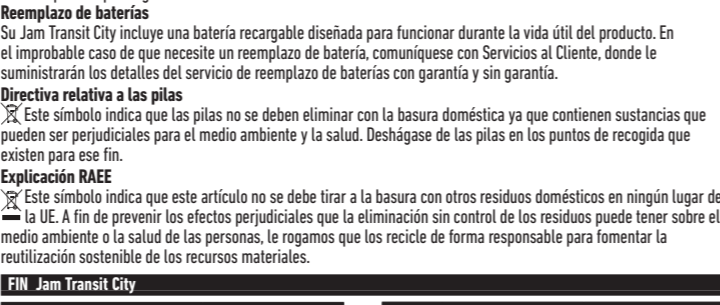 Reemplazo de baterías
Su Jam Transit City incluye una batería recargable diseñada para funcionar durante la vida útil del producto. En
el improbable caso de que necesite un reemplazo de batería, comuníquese con Servicios al Cliente, donde le
suministrarán los detalles del servicio de reemplazo de baterías con garantía y sin garantía.
Directiva relativa a las pilas
Este símbolo indica que las pilas no se deben eliminar con la basura doméstica ya que contienen sustancias que
pueden ser perjudiciales para el medio ambiente y la salud. Deshágase de las pilas en los puntos de recogida que
existen para ese fin.
Explicación RAEE
Este símbolo indica que este artículo no se debe tirar a la basura con otros residuos domésticos en ningún lugar de
la UE. A fin de prevenir los efectos perjudiciales que la eliminación sin control de los residuos puede tener sobre el
medio ambiente o la salud de las personas, le rogamos que los recicle de forma responsable para fomentar la
reutilización sostenible de los recursos materiales.
FIN Jam Transit City